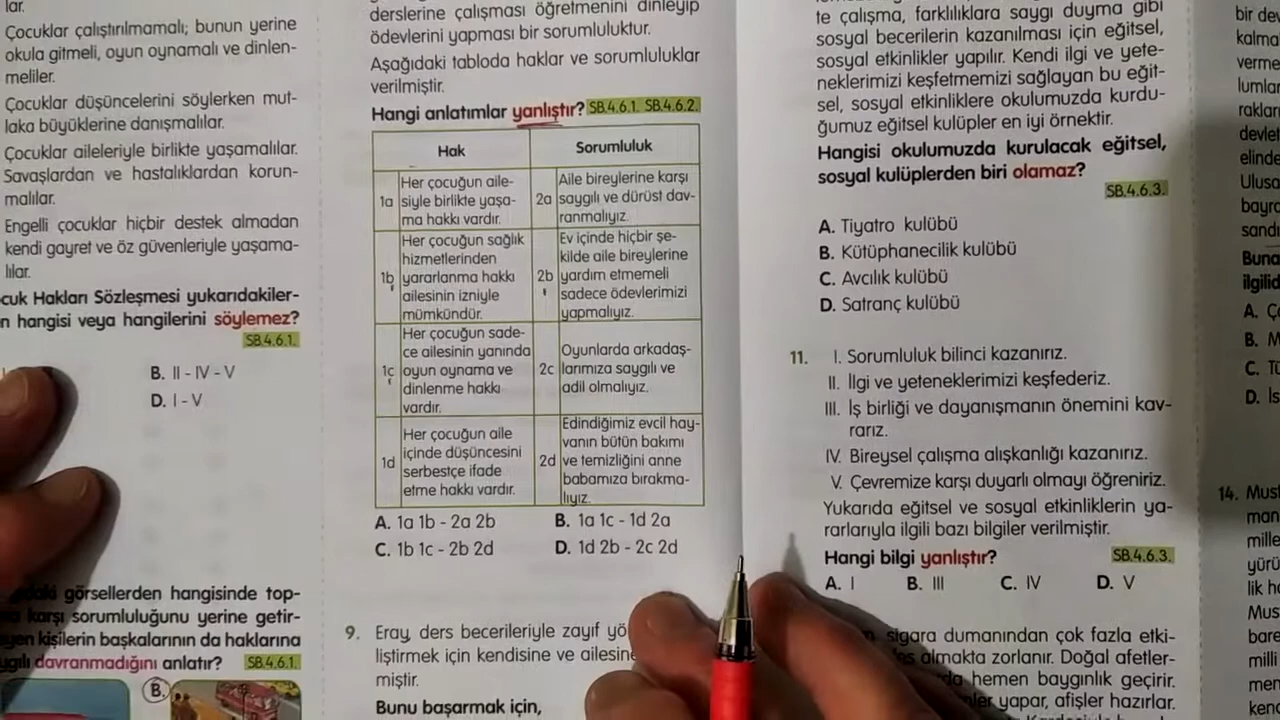 lar.
Çocuklar çalıştırılmamalı; bunun yerine
okula gitmeli, oyun oynamalı ve dinlen-
meliler.
Çocuklar düşüncelerini söylerken mut-
laka büyüklerine danışmalılar.
Çocuklar aileleriyle birlikte yaşamalılar.
Savaşlardan ve hastalıklardan korun-
malılar.
Engelli çocuklar hiçbir destek almadan
kendi gayret ve öz güvenleriyle yaşama-
lılar.
cuk Hakları Sözleşmesi yukarıdakiler-
n hangisi veya hangilerini söylemez?
SB.4.6.1.
B. II - IV - V
D. I - V
görsellerden hangisinde top-
karşı sorumluluğunu yerine getir-
yen kişilerin başkalarının da haklarına
ygılı davranmadığını anlatır? SB.4.6.1.
B.
derslerine çalışması öğretmenini dinleyip
ödevlerini yapması bir sorumluluktur.
Aşağıdaki tabloda haklar ve sorumluluklar
verilmiştir.
Hangi anlatımlar yanlıştır? SB.4.6.1. SB.4.6.2.
Hak
Sorumluluk
1a Her çocuğun aile-
siyle birlikte yaşa-
ma hakkı vardır.
2a Aile bireylerine karşı
saygılı ve dürüst dav-
ranmalıyız.
1b Her çocuğun sağlık
hizmetlerinden
yararlanma hakkı
ailesinin izniyle
mümkündür.
2b Ev içinde hiçbir şe-
kilde aile bireylerine
yardım etmemeli
sadece ödevlerimizi
yapmalıyız.
1c Her çocuğun sade-
ce ailesinin yanında
oyun oynama ve
dinlenme hakkı
vardır.
2c Oyunlarda arkadaş-
larımıza saygılı ve
adil olmalıyız.
1d Her çocuğun aile
içinde düşüncesini
serbestçe ifade
etme hakkı vardır.
2d Edindiğimiz evcil hay-
vanın bütün bakımı
ve temizliğini anne
babamıza bırakma-
lıyız.
A. 1a 1b - 2a 2b
B. 1a 1c - 1d 2a
C. 1b 1c - 2b 2d
D. 1d 2b - 2c 2d
9. Eray, ders becerileriyle zayıf yö
liştirmek için kendisine ve ailesine
miştir.
Bunu başarmak için,
te çalışma, farklılıklara saygı duyma gibi
sosyal becerilerin kazanılması için eğitsel,
sosyal etkinlikler yapılır. Kendi ilgi ve yete-
neklerimizi keşfetmemizi sağlayan bu eğit-
sel, sosyal etkinliklere okulumuzda kurdu-
ğumuz eğitsel kulüpler en iyi örnektir.
Hangisi okulumuzda kurulacak eğitsel,
sosyal kulüplerden biri olamaz?
SB.4.6.3.
A. Tiyatro kulübü
B. Kütüphanecilik kulübü
C. Avcılık kulübü
D. Satranç kulübü
11. I. Sorumluluk bilinci kazanırız.
II. İlgi ve yeteneklerimizi keşfederiz.
III. İş birliği ve dayanışmanın önemini kav-
rarız.
IV. Bireysel çalışma alışkanlığı kazanırız.
V. Çevremize karşı duyarlı olmayı öğreniriz.
Yukarıda eğitsel ve sosyal etkinliklerin ya-
rarlarıyla ilgili bazı bilgiler verilmiştir.
Hangi bilgi yanlıştır? SB.4.6.3.
A. I
B. III
C. IV
D. V
sigara dumanından çok fazla etki-
almakta zorlanır. Doğal afetler-
hemen baygınlık geçirir.
yapar, afişler hazırlar.
bir de
kalma
verme
lumlar
rakları
devlet
elinde
Ulusa
bayra
sandı
Buna
ilgilid
A. Ç
B. M
C. Tü
D. İs
14. Must
man
mille
yürü
lik ha
Mus
bare
milli
men
kend